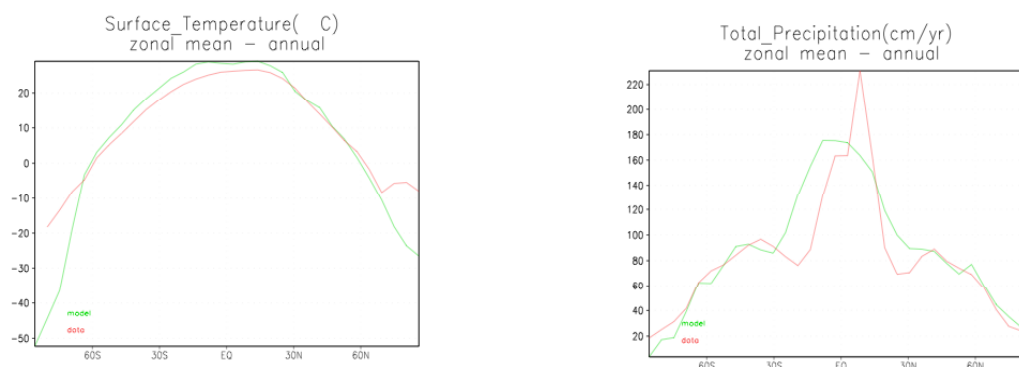 Surface_Temperature( C)
zonal mean - annual
20
10
0
-10
-20
-30
-40
-50
model
data
60S 30S EQ 30N 60N
Total_Precipitation(cm/yr)
zonal mean - annual
220
200
180
160
140
120
100
80
60
40
20
model
data
60S 30S EQ 30N 60N